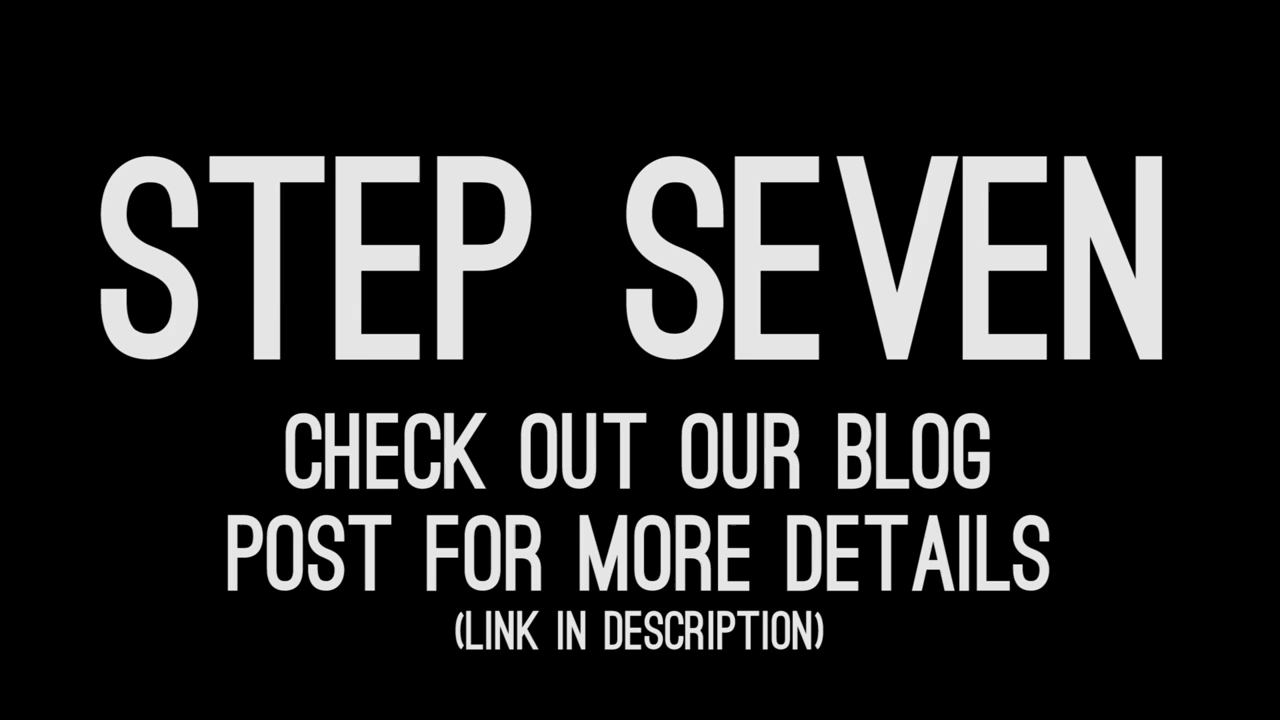 STEP SEVEN
CHECK OUT OUR BLOG
POST FOR MORE DETAILS
(LINK IN DESCRIPTION)